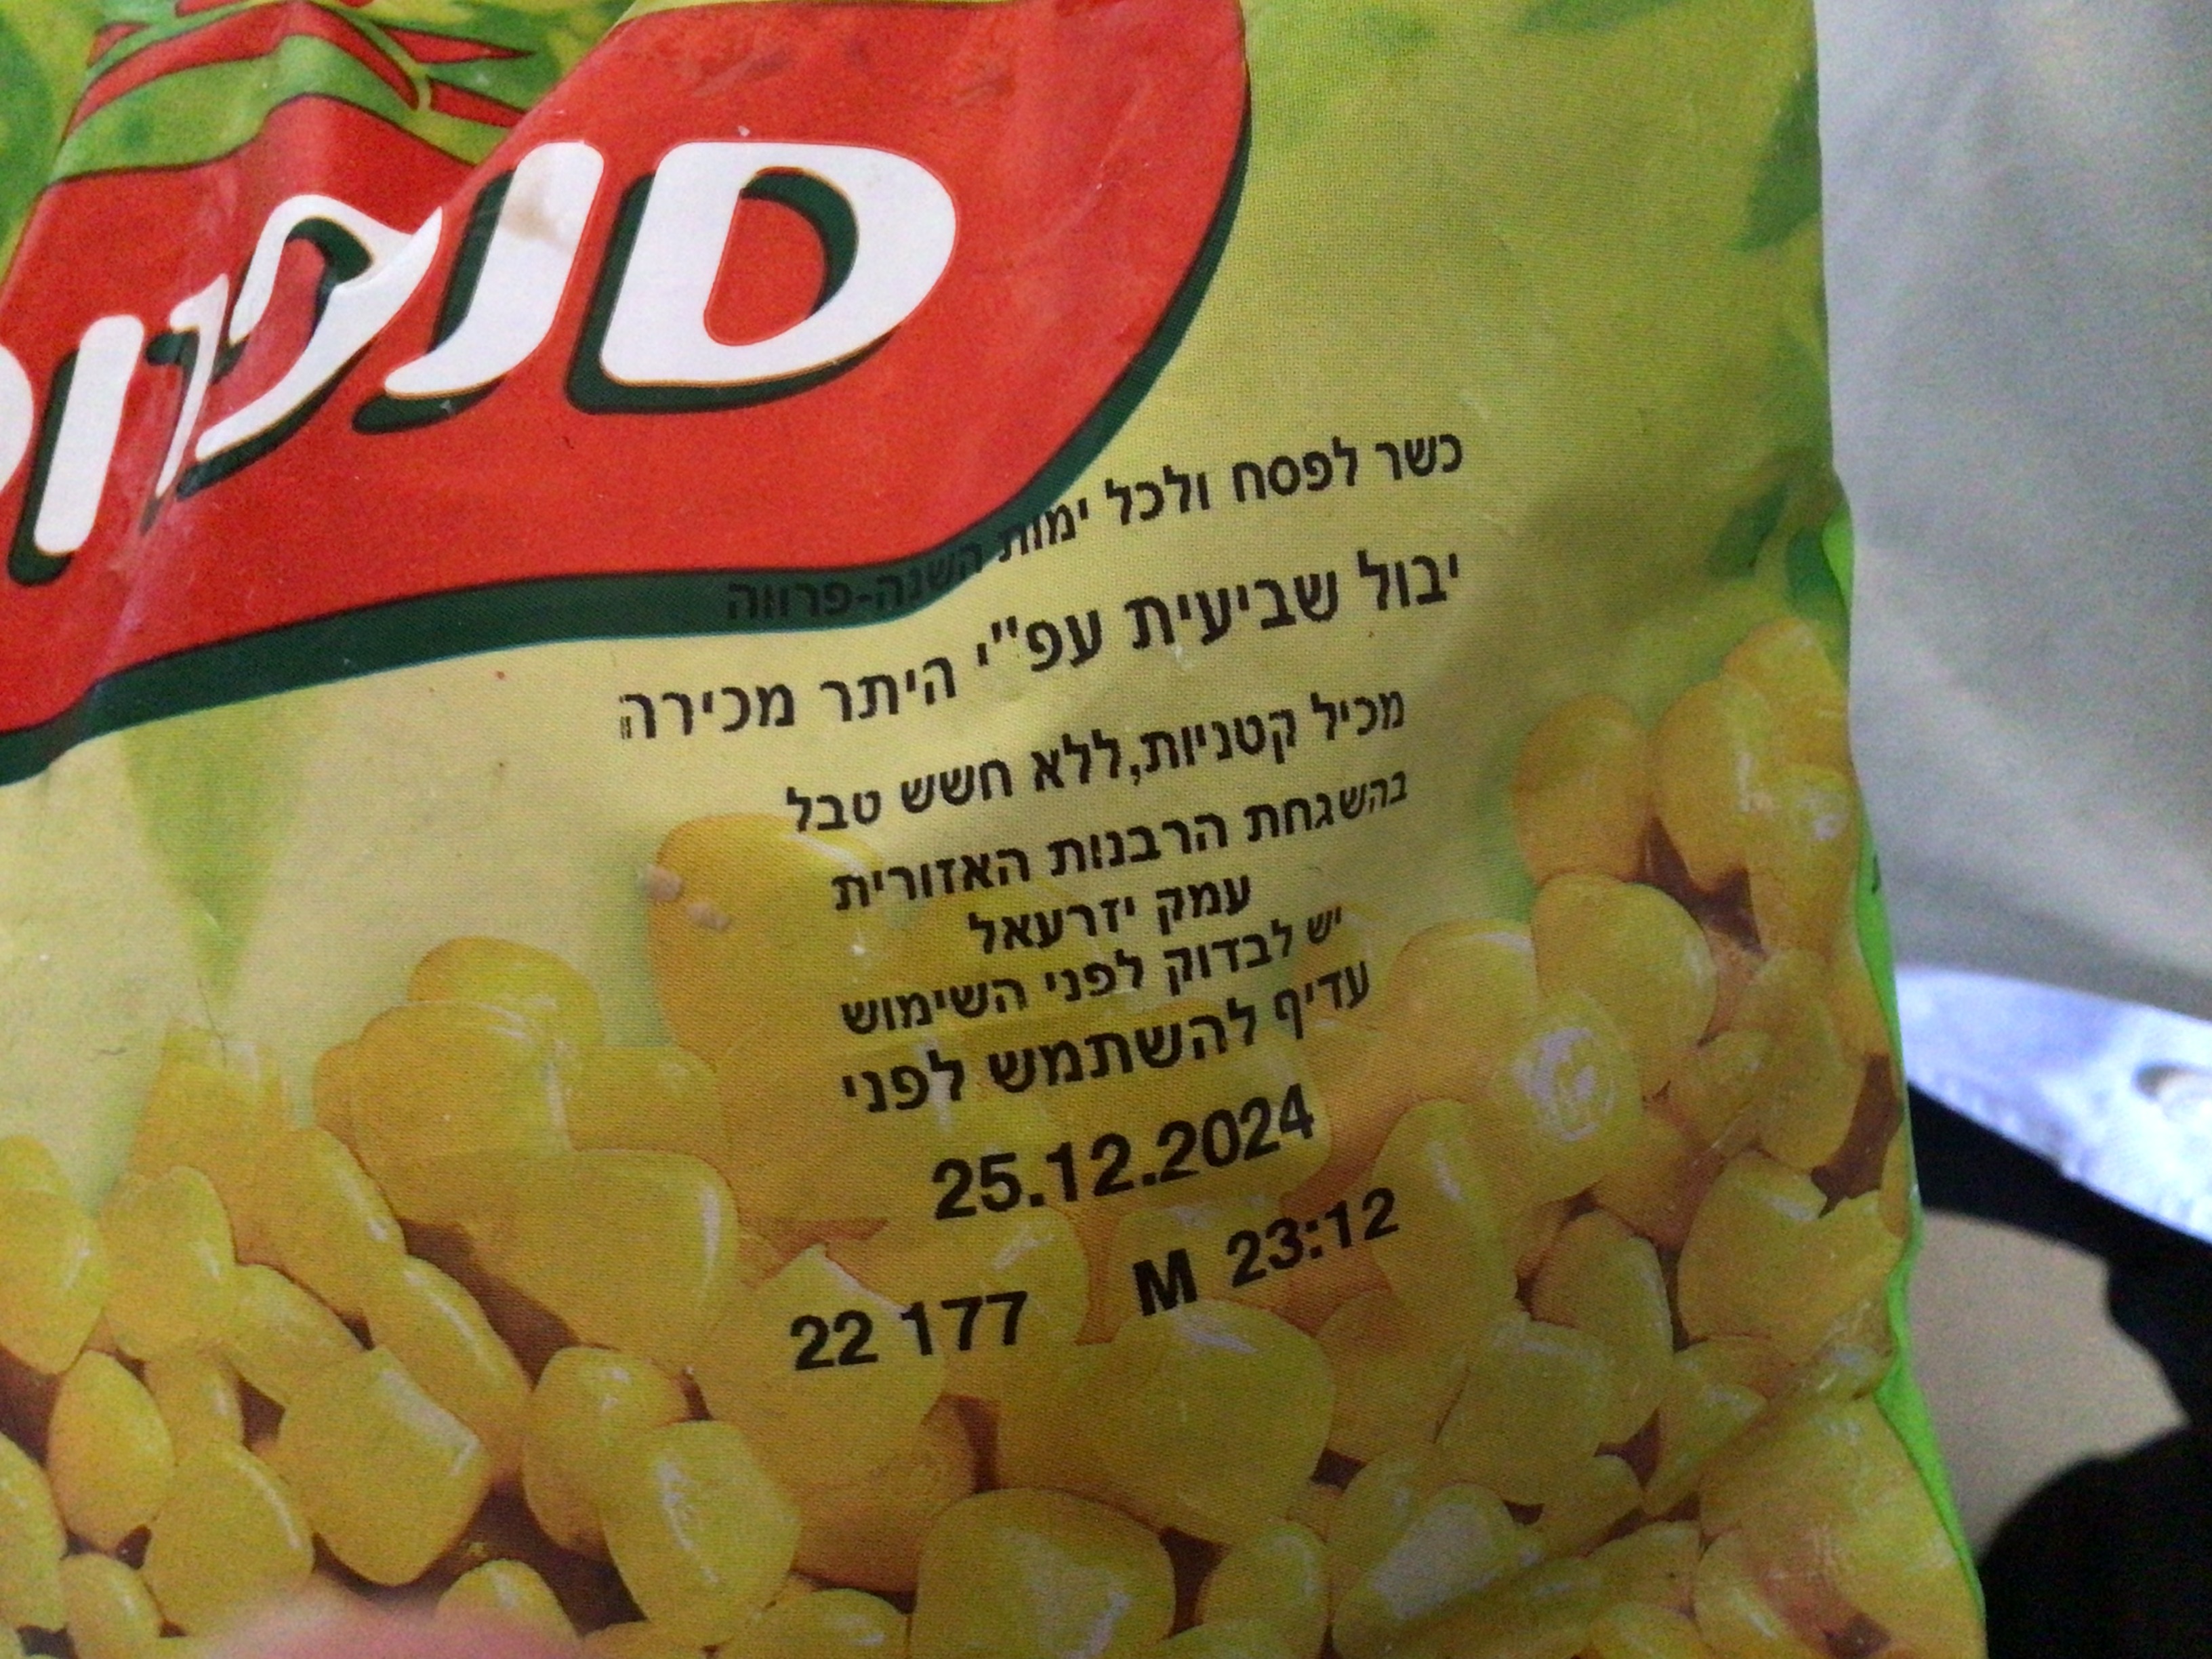 כשר לפסח ולכל ימות השנה-פרווה
יבול שביעית עפ"י היתר מכירה
מכיל קטניות,ללא חשש טבל
בהשגחת הרבנות האזורית
עמק יזרעאל
יש לבדוק לפני השימוש
עדיף להשתמש לפני
25.12.2024
22 177 M 23:12